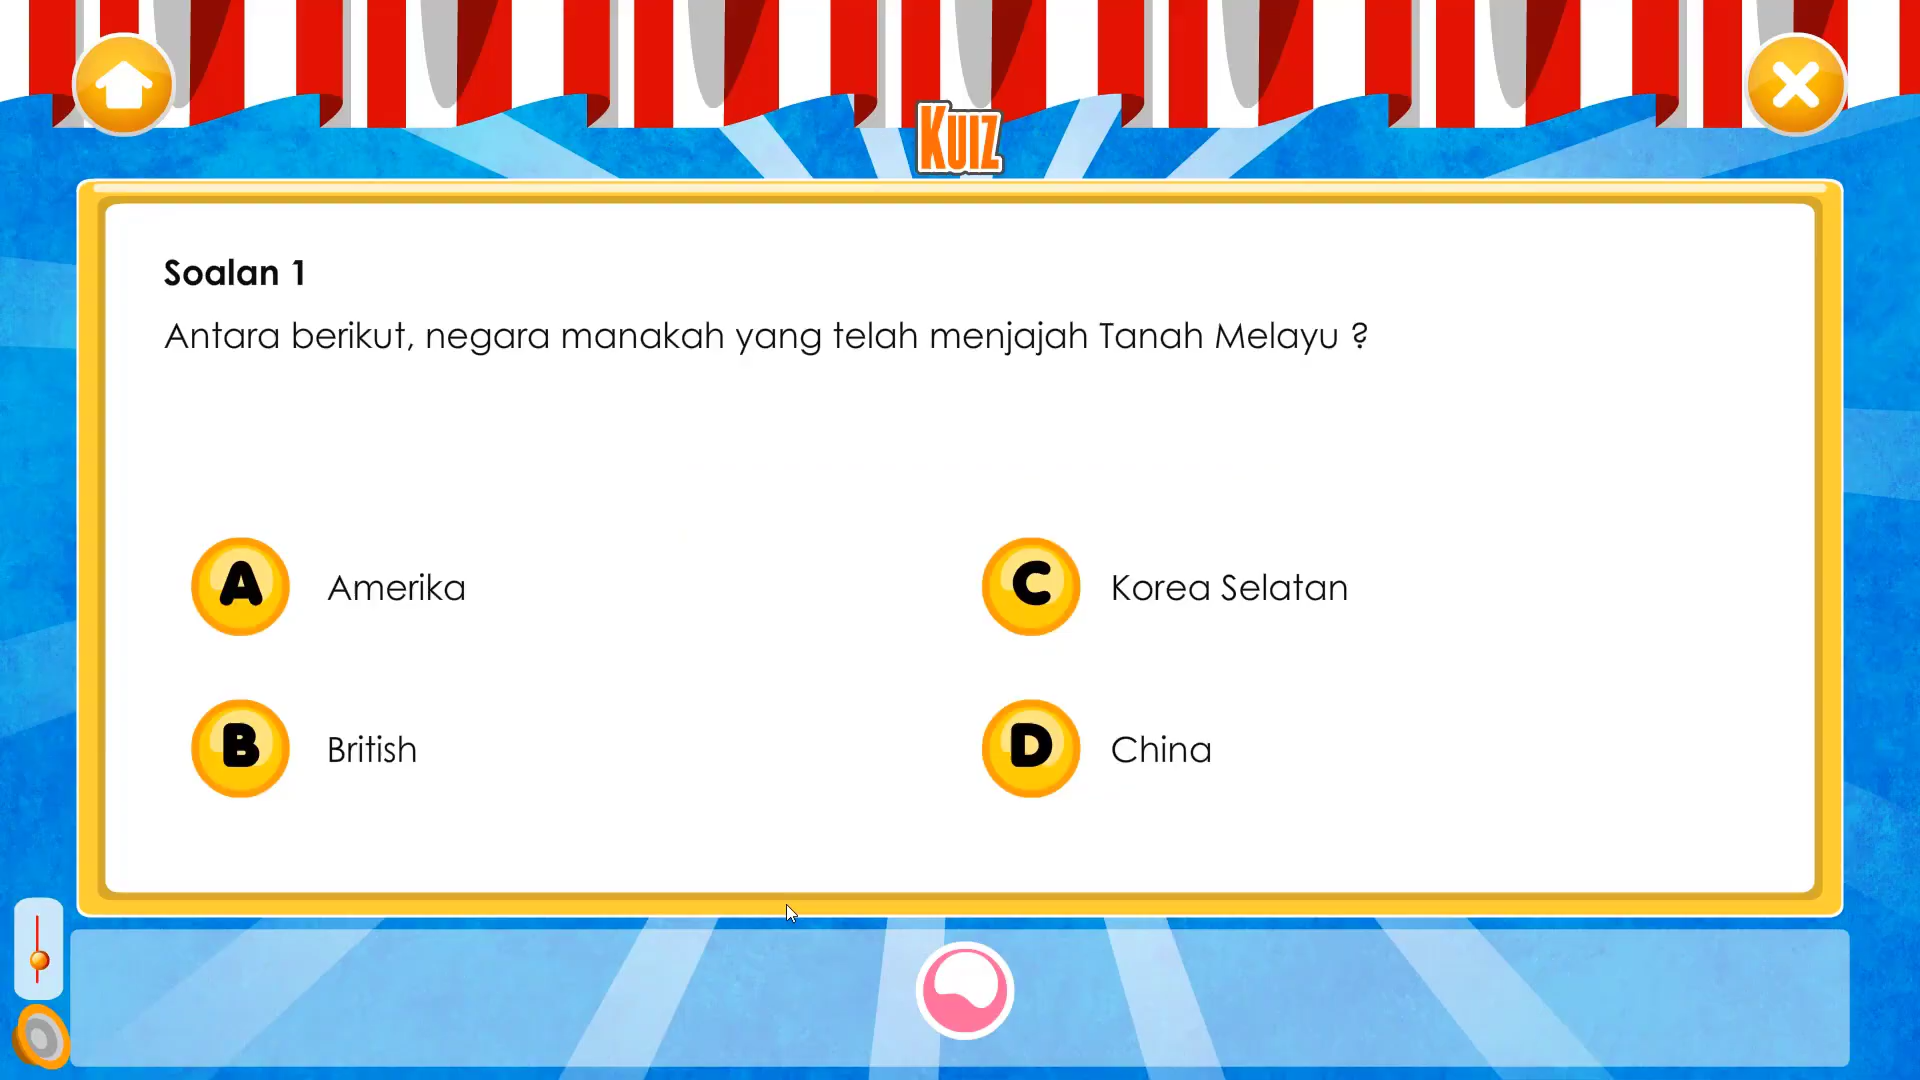 KUIZ
Soalan 1
Antara berikut, negara manakah yang telah menjajah Tanah Melayu ?
A Amerika
C Korea Selatan
B British
D China